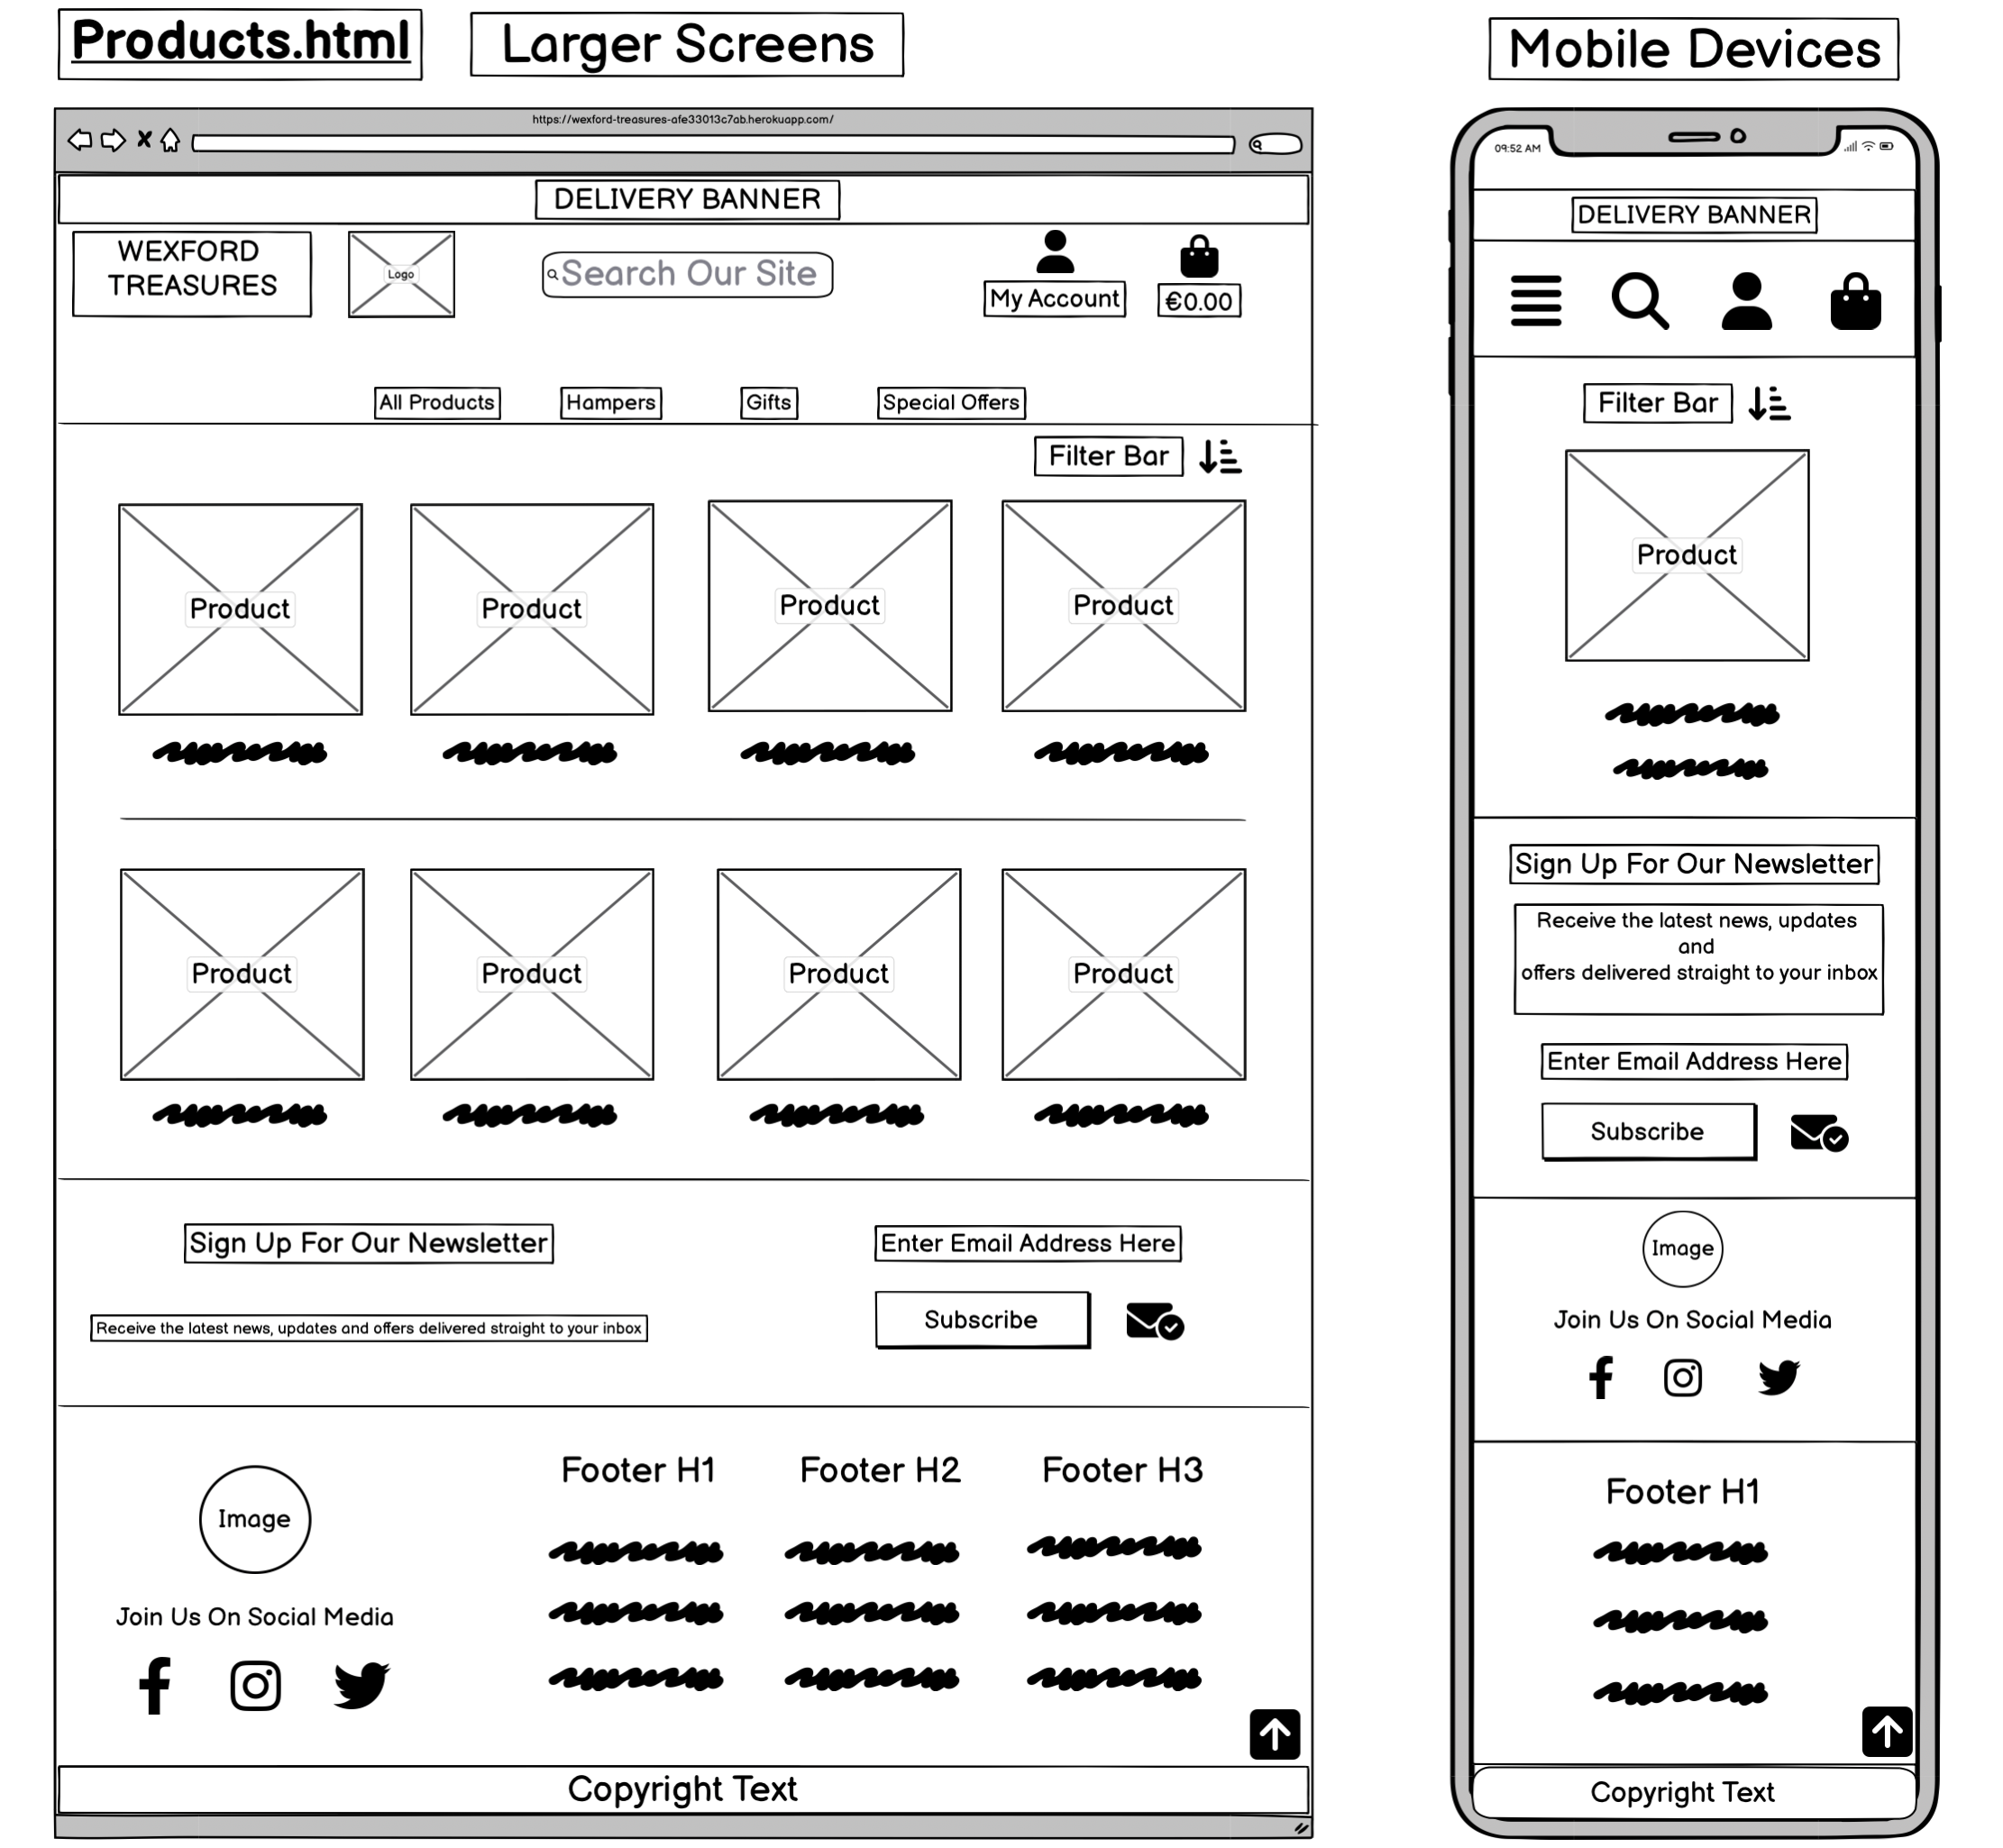 Products.html
Larger Screens
Mobile Devices
https://wexford-treasures-afe33013c7ab.herokuapp.com/
DELIVERY BANNER
WEXFORD
TREASURES
Logo
Search Our Site
My Account
€0.00
All Products
Hampers
Gifts
Special Offers
Filter Bar
Product
Product
Product
Product
Product
Product
Product
Product
Sign Up For Our Newsletter
Receive the latest news, updates and offers delivered straight to your inbox
Enter Email Address Here
Subscribe
Image
Join Us On Social Media
Footer H1
Footer H2
Footer H3
Copyright Text
09:52 AM
DELIVERY BANNER
Filter Bar
Product
Sign Up For Our Newsletter
Receive the latest news, updates
and
offers delivered straight to your inbox
Enter Email Address Here
Subscribe
Image
Join Us On Social Media
Footer H1
Copyright Text